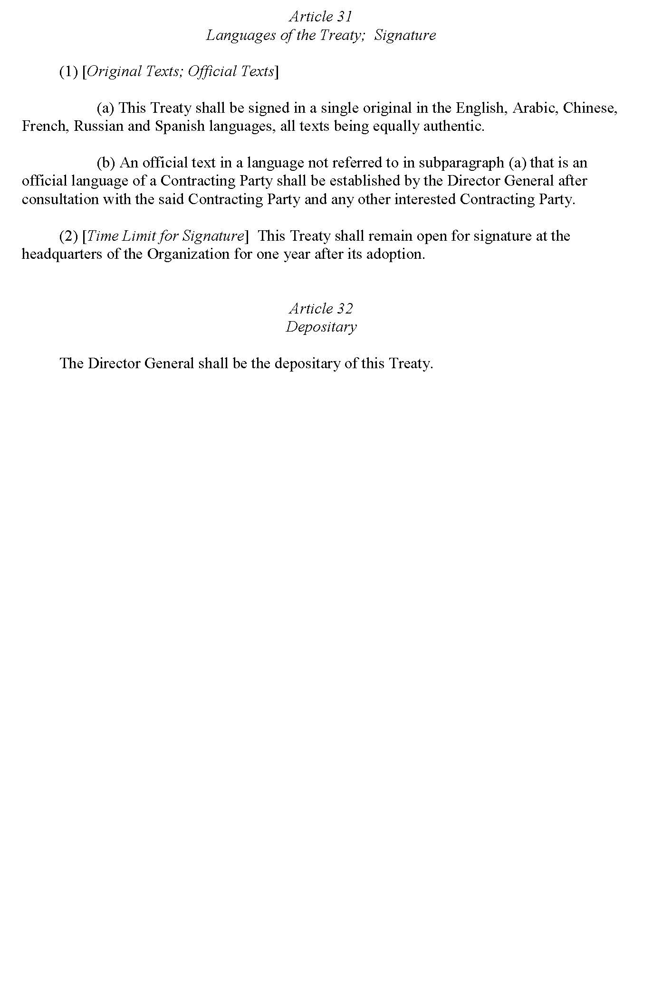 Article 31
Languages of the Treaty;  Signature
(1) [Original Texts; Official Texts]
(a) This Treaty shall be signed in a single original in the English, Arabic, Chinese,
French, Russian and Spanish languages, all texts being equally authentic.
(b) An official text in a language not referred to in subparagraph (a) that is an
official language of a Contracting Party shall be established by the Director General after
consultation with the said Contracting Party and any other interested Contracting Party.
(2) [Time Limit for Signature]  This Treaty shall remain open for signature at the
headquarters of the Organization for one year after its adoption.
Article 32
Depositary
The Director General shall be the depositary of this Treaty.